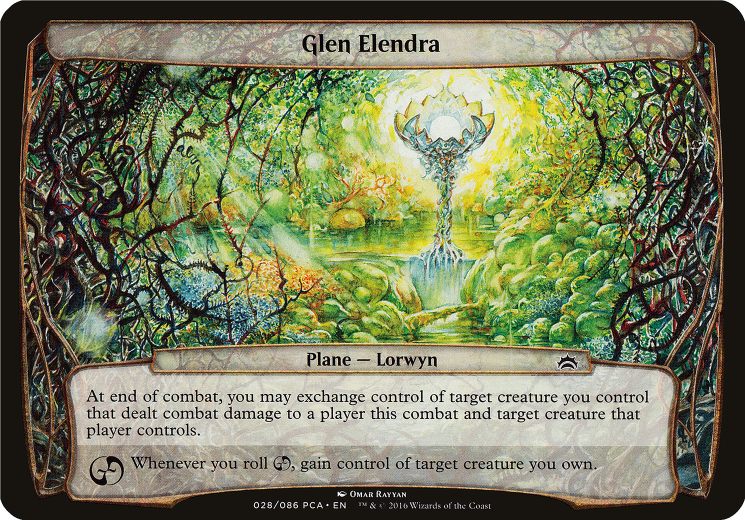 Glen Elendra
Plane — Lorwyn
At end of combat, you may exchange control of target creature you control
that dealt combat damage to a player this combat and target creature that
player controls.
Whenever you roll , gain control of target creature you own.
Omar Rayyan
028/086 PCA • EN ™ & © 2016 Wizards of the Coast